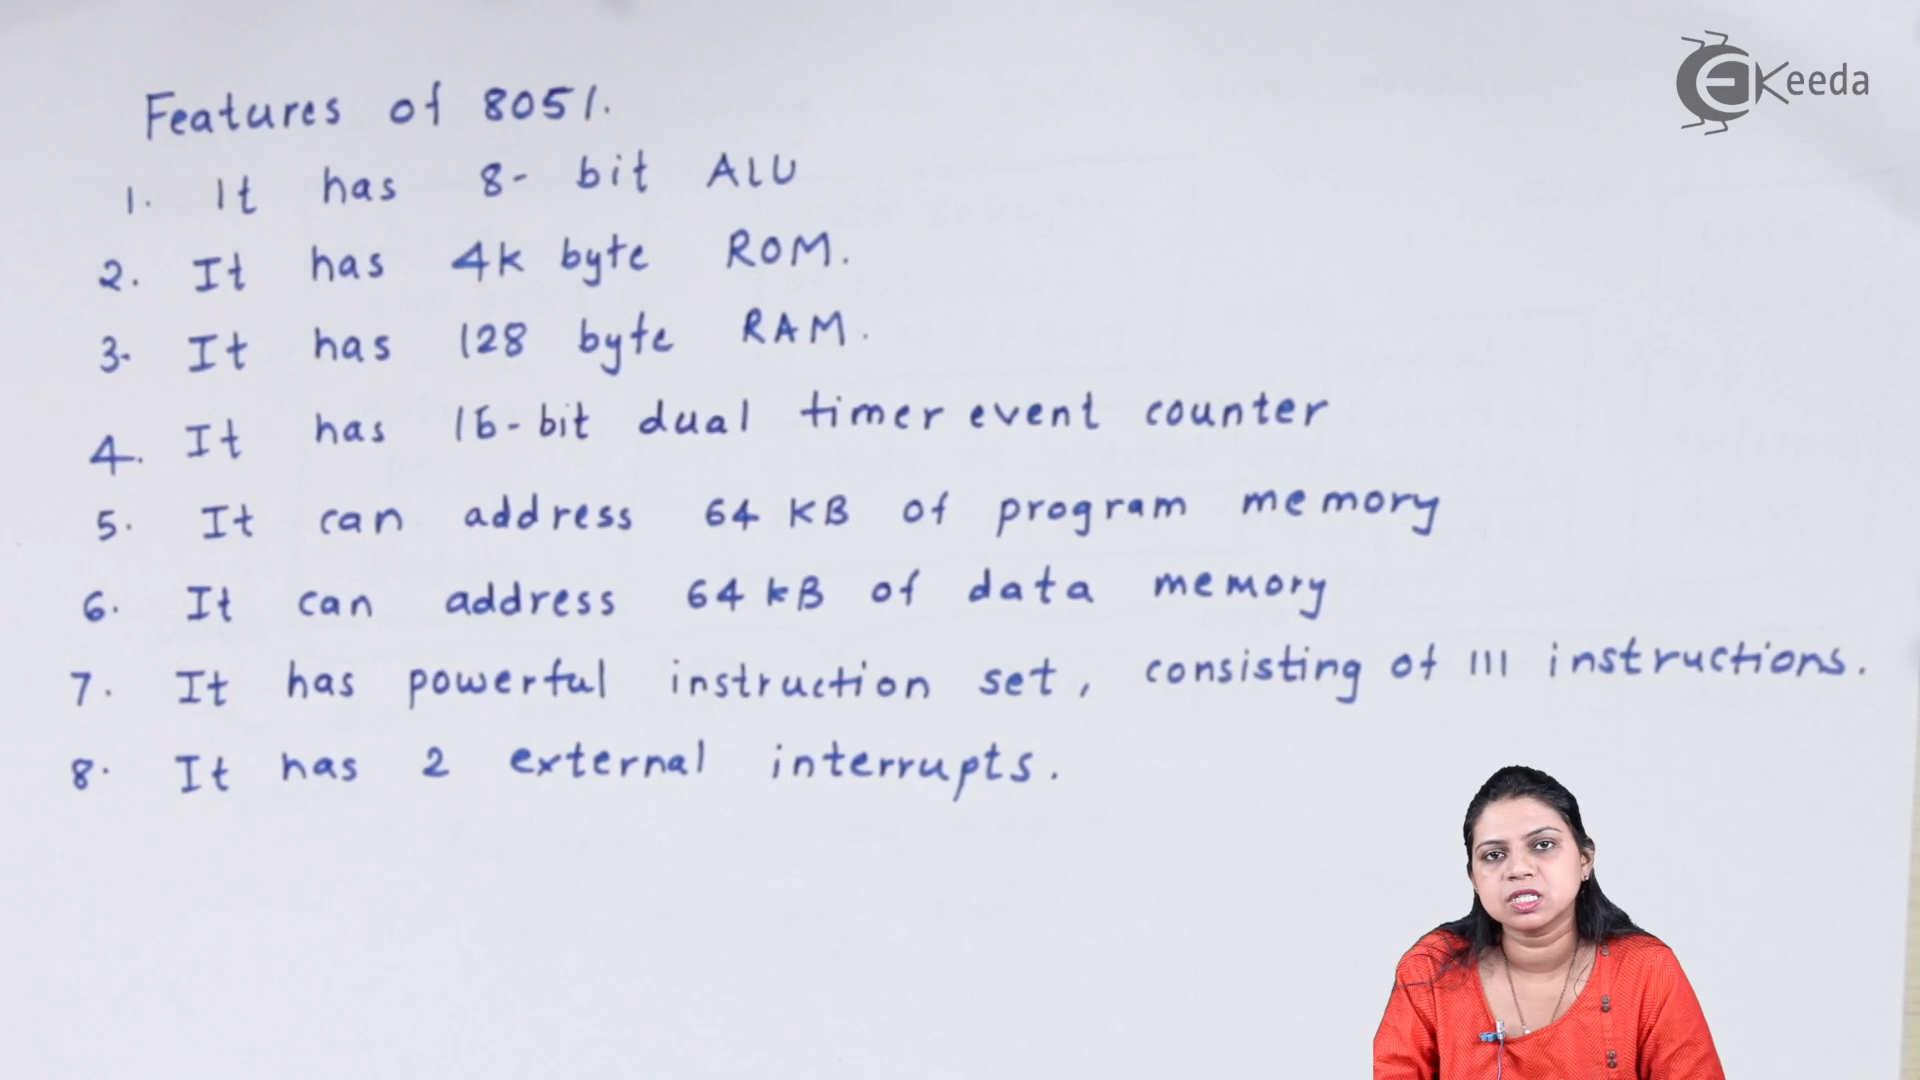 EKeeda
Features of 8051.
1. It has 8-bit ALU
2. It has 4k byte ROM.
3. It has 128 byte RAM.
4. It has 16-bit dual timer event counter
5. It can address 64 KB of program memory
6. It can address 64 kB of data memory
7. It has powerful instruction set, consisting of 111 instructions.
8. It has 2 external interrupts.